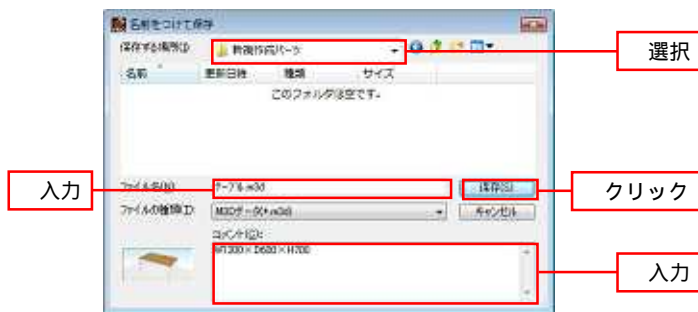 名前をつけて保存
保存する場所(I):
新規作成パーツ
選択
名前 更新日時 種類 サイズ
このフォルダは空です。
入力
ファイル名(N):
テーブル.m3d
保存(S)
クリック
ファイルの種類(T):
M3Dデータ(*.m3d)
キャンセル
コメント(C):
W1300×D600×H700
入力